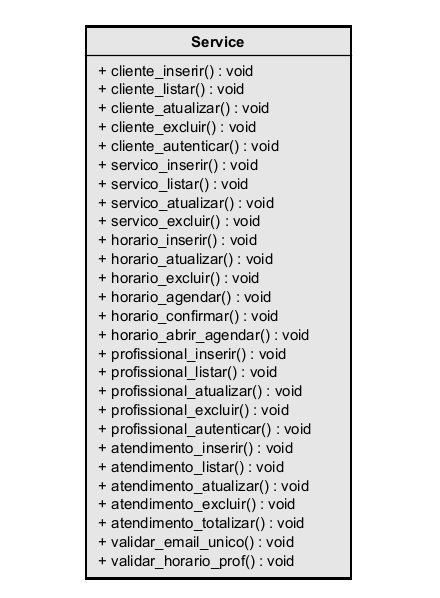 Service
+ cliente_inserir() : void
+ cliente_listar() : void
+ cliente_atualizar() : void
+ cliente_excluir() : void
+ cliente_autenticar() : void
+ servico_inserir() : void
+ servico_listar() : void
+ servico_atualizar() : void
+ servico_excluir() : void
+ horario_inserir() : void
+ horario_atualizar() : void
+ horario_excluir() : void
+ horario_agendar() : void
+ horario_confirmar() : void
+ horario_abrir_agendar() : void
+ profissional_inserir() : void
+ profissional_listar() : void
+ profissional_atualizar() : void
+ profissional_excluir() : void
+ profissional_autenticar() : void
+ atendimento_inserir() : void
+ atendimento_listar() : void
+ atendimento_atualizar() : void
+ atendimento_excluir() : void
+ atendimento_totalizar() : void
+ validar_email_unico() : void
+ validar_horario_prof() : void